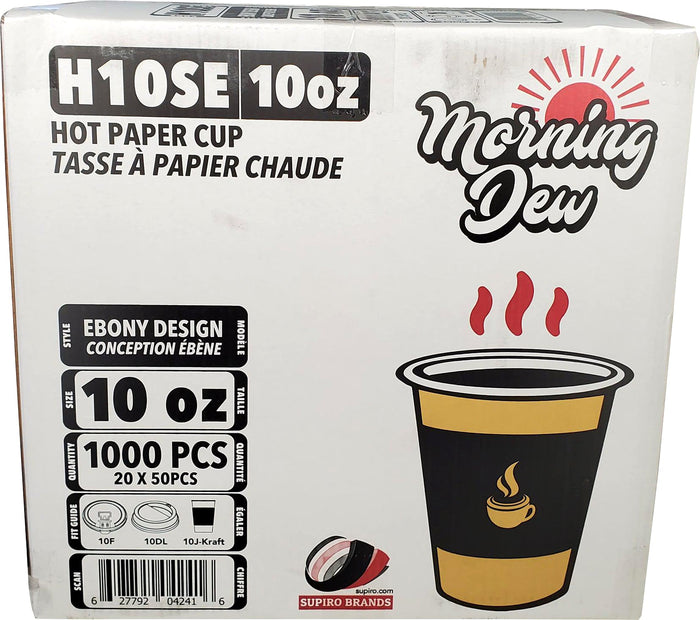 H10SE 10oz
HOT PAPER CUP
TASSE À PAPIER CHAUDE
Morning
Dew
STYLE EBONY DESIGN MODÈLE
CONCEPTION ÉBÈNE
SIZE 10 oz TAILLE
QUANTITY 1000 PCS QUANTITÉ
20 X 50PCS
FIT GUIDE 10F 10DL 10J-Kraft ÉGALER
SCAN 6 27792 04241 6 CHIFFRE
supiro.com
SUPIRO BRANDS